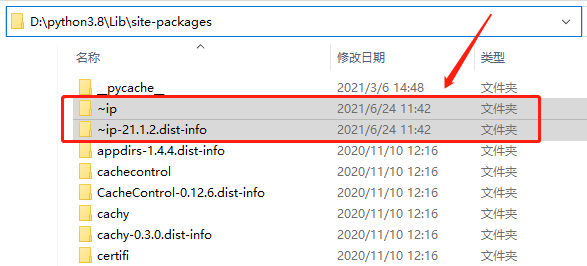 D:\python3.8\Lib\site-packages
名称 修改日期 类型
__pycache__ 2021/3/6 14:48 文件夹
~ip 2021/6/24 11:42 文件夹
~ip-21.1.2.dist-info 2021/6/24 11:42 文件夹
appdirs-1.4.4.dist-info 2020/11/10 12:16 文件夹
cachecontrol 2020/11/10 12:16 文件夹
CacheControl-0.12.6.dist-info 2020/11/10 12:16 文件夹
cachy 2020/11/10 12:16 文件夹
cachy-0.3.0.dist-info 2020/11/10 12:16 文件夹
certifi 2020/11/10 12:16 文件夹